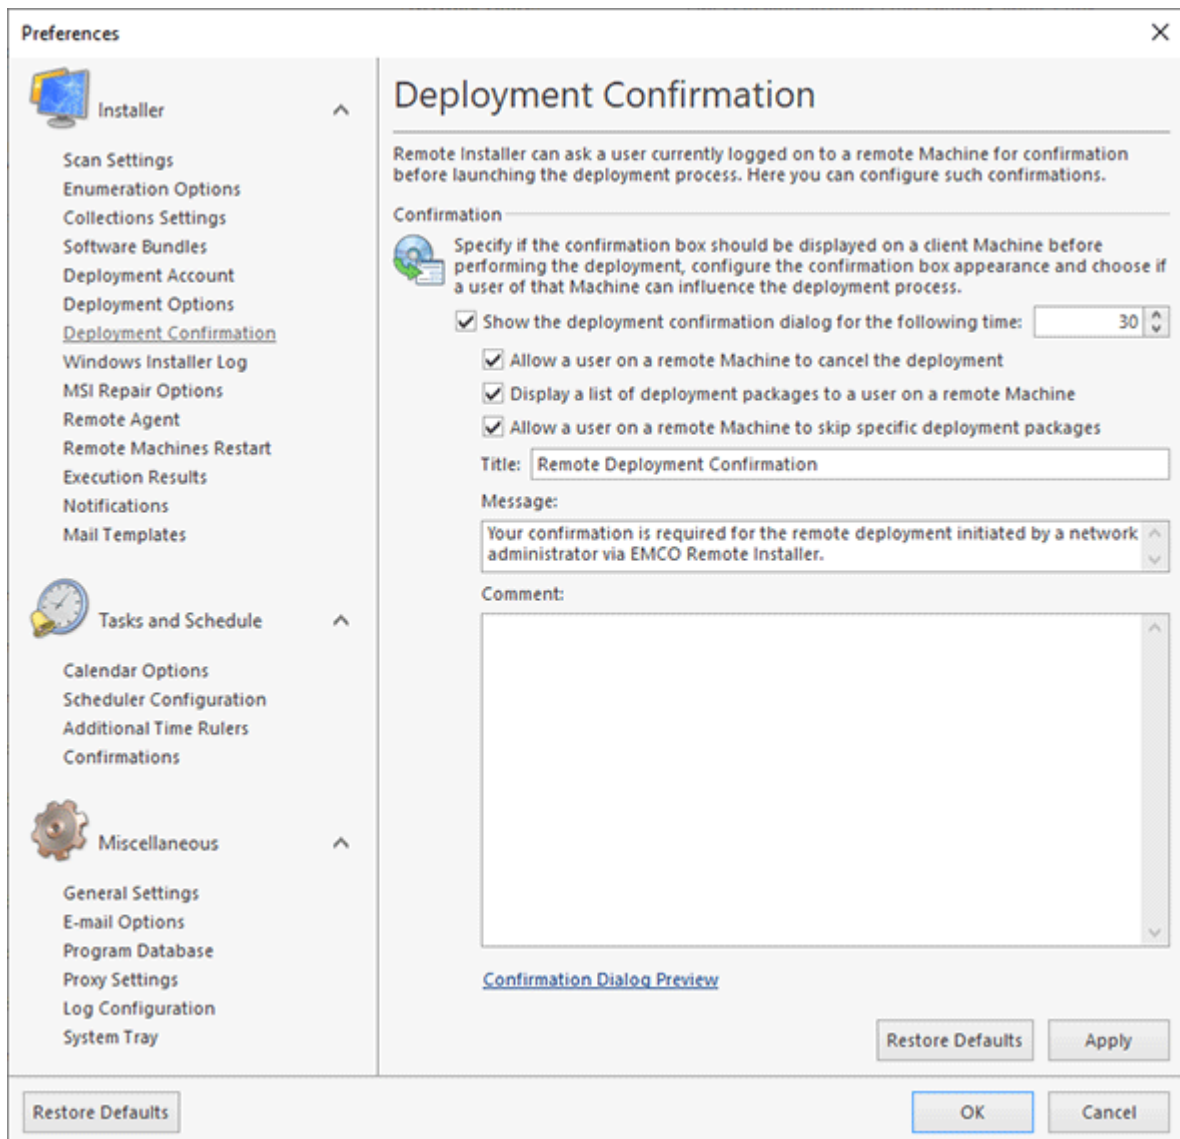 Preferences
Installer
Scan Settings
Enumeration Options
Collections Settings
Software Bundles
Deployment Account
Deployment Options
Deployment Confirmation
Windows Installer Log
MSI Repair Options
Remote Agent
Remote Machines Restart
Execution Results
Notifications
Mail Templates
Tasks and Schedule
Calendar Options
Scheduler Configuration
Additional Time Rulers
Confirmations
Miscellaneous
General Settings
E-mail Options
Program Database
Proxy Settings
Log Configuration
System Tray
Deployment Confirmation
Remote Installer can ask a user currently logged on to a remote Machine for confirmation
before launching the deployment process. Here you can configure such confirmations.
Confirmation
Specify if the confirmation box should be displayed on a client Machine before
performing the deployment, configure the confirmation box appearance and choose if
a user of that Machine can influence the deployment process.
Show the deployment confirmation dialog for the following time: 30
Allow a user on a remote Machine to cancel the deployment
Display a list of deployment packages to a user on a remote Machine
Allow a user on a remote Machine to skip specific deployment packages
Title: Remote Deployment Confirmation
Message:
Your confirmation is required for the remote deployment initiated by a network
administrator via EMCO Remote Installer.
Comment:
Confirmation Dialog Preview
Restore Defaults Apply
Restore Defaults OK Cancel